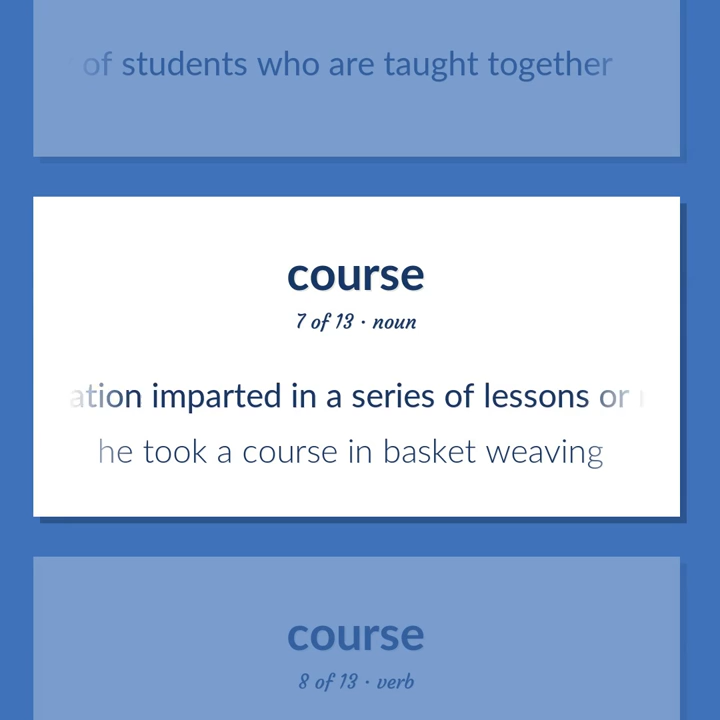 of students who are taught together
course
7 of 13 · noun
ation imparted in a series of lessons or
he took a course in basket weaving
course
8 of 13 · verb